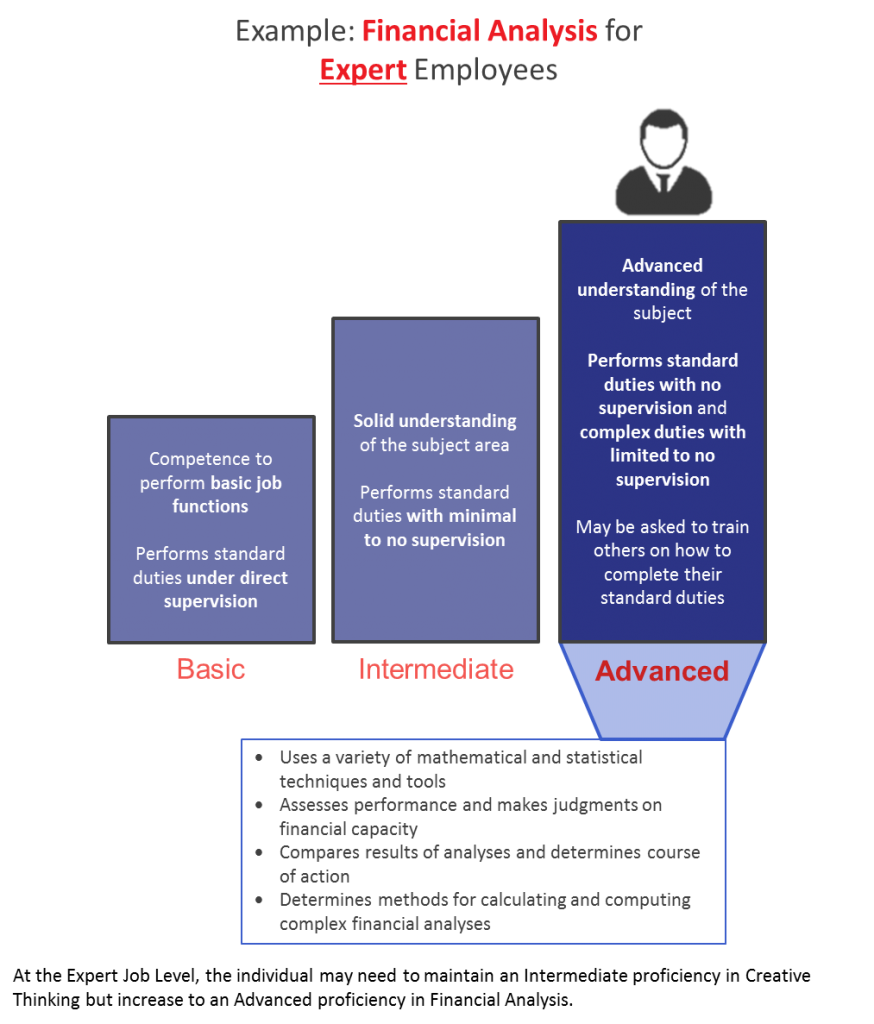 Example: Financial Analysis for
Expert Employees
Advanced
understanding of the
subject
Performs standard
duties with no
supervision and
complex duties with
limited to no
supervision
May be asked to train
others on how to
complete their
standard duties
Solid understanding
of the subject area
Performs standard
duties with minimal
to no supervision
Competence to
perform basic job
functions
Performs standard
duties under direct
supervision
Basic
Intermediate
Advanced
• Uses a variety of mathematical and statistical
techniques and tools
• Assesses performance and makes judgments on
financial capacity
• Compares results of analyses and determines course
of action
• Determines methods for calculating and computing
complex financial analyses
At the Expert Job Level, the individual may need to maintain an Intermediate proficiency in Creative
Thinking but increase to an Advanced proficiency in Financial Analysis.